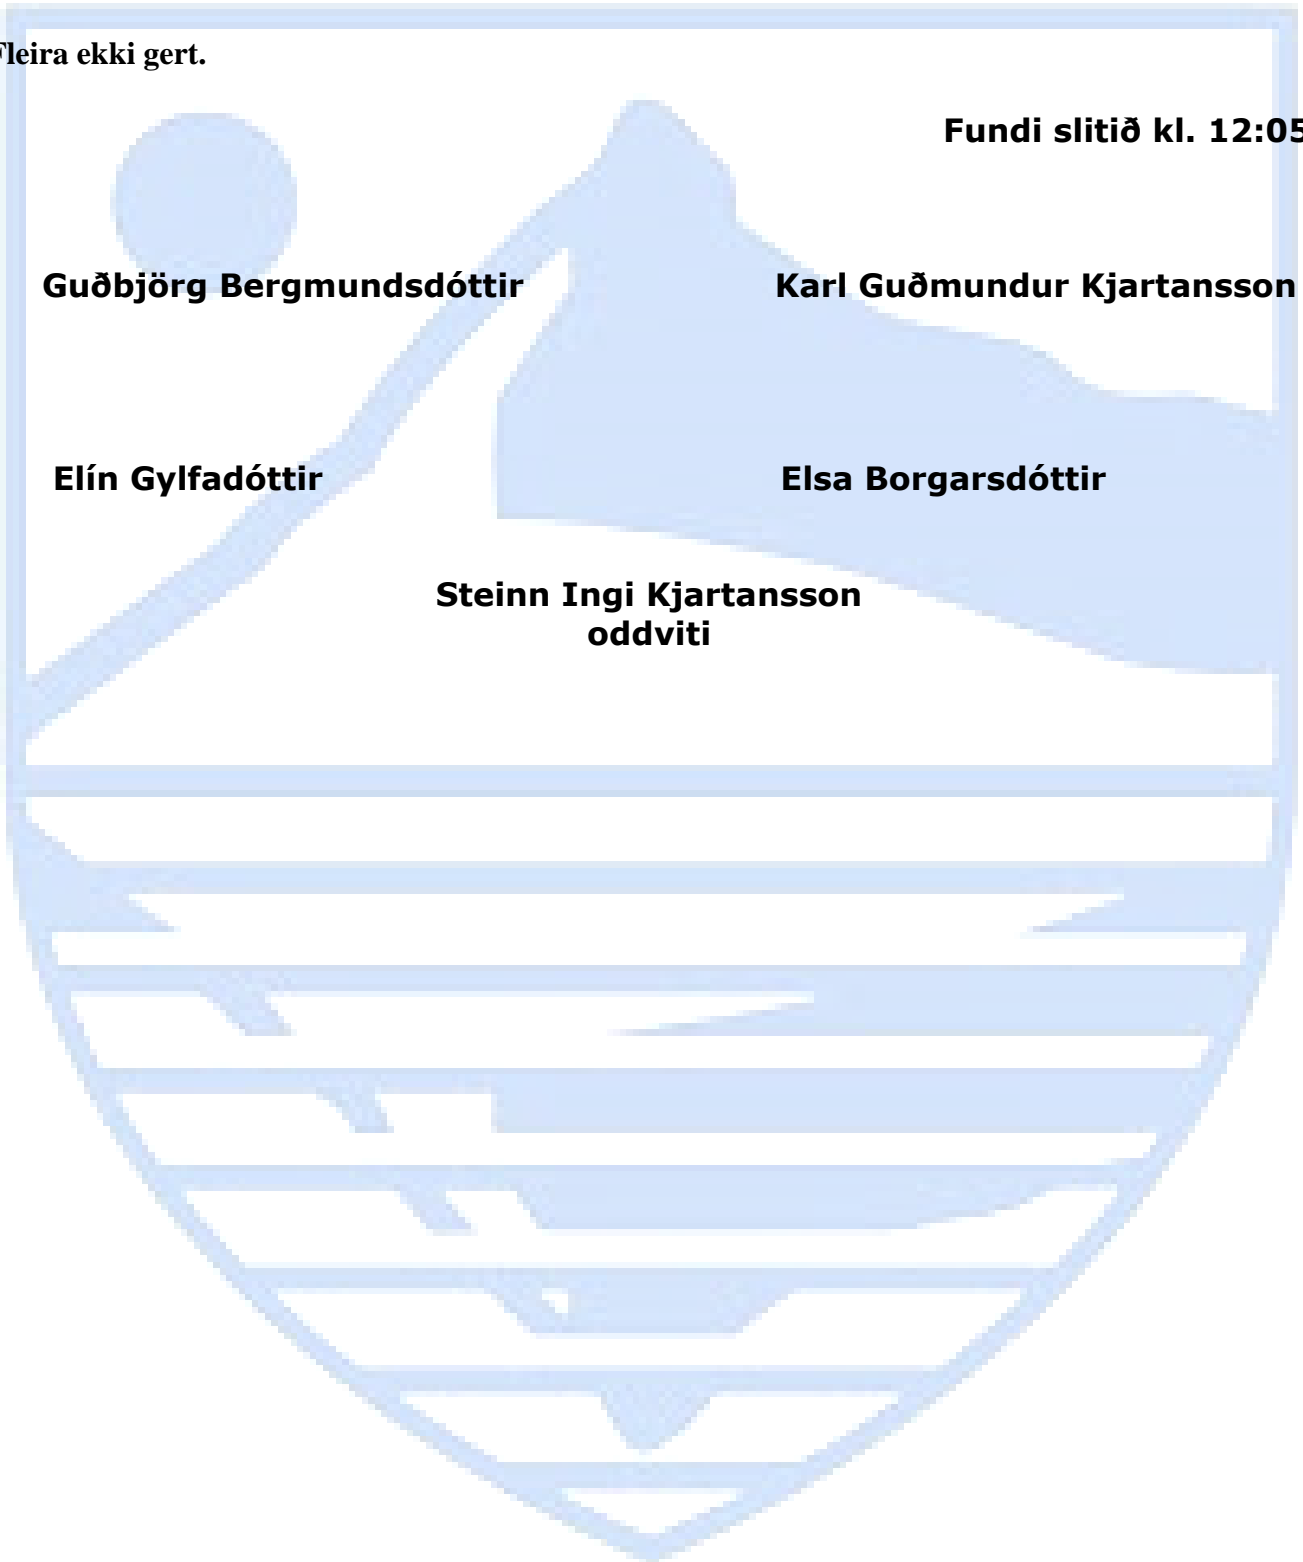 Fleira ekki gert.
Fundi slitið kl. 12:05
Guðbjörg Bergmundsdóttir
Karl Guðmundur Kjartansson
Elín Gylfadóttir
Elsa Borgarsdóttir
Steinn Ingi Kjartansson
oddviti